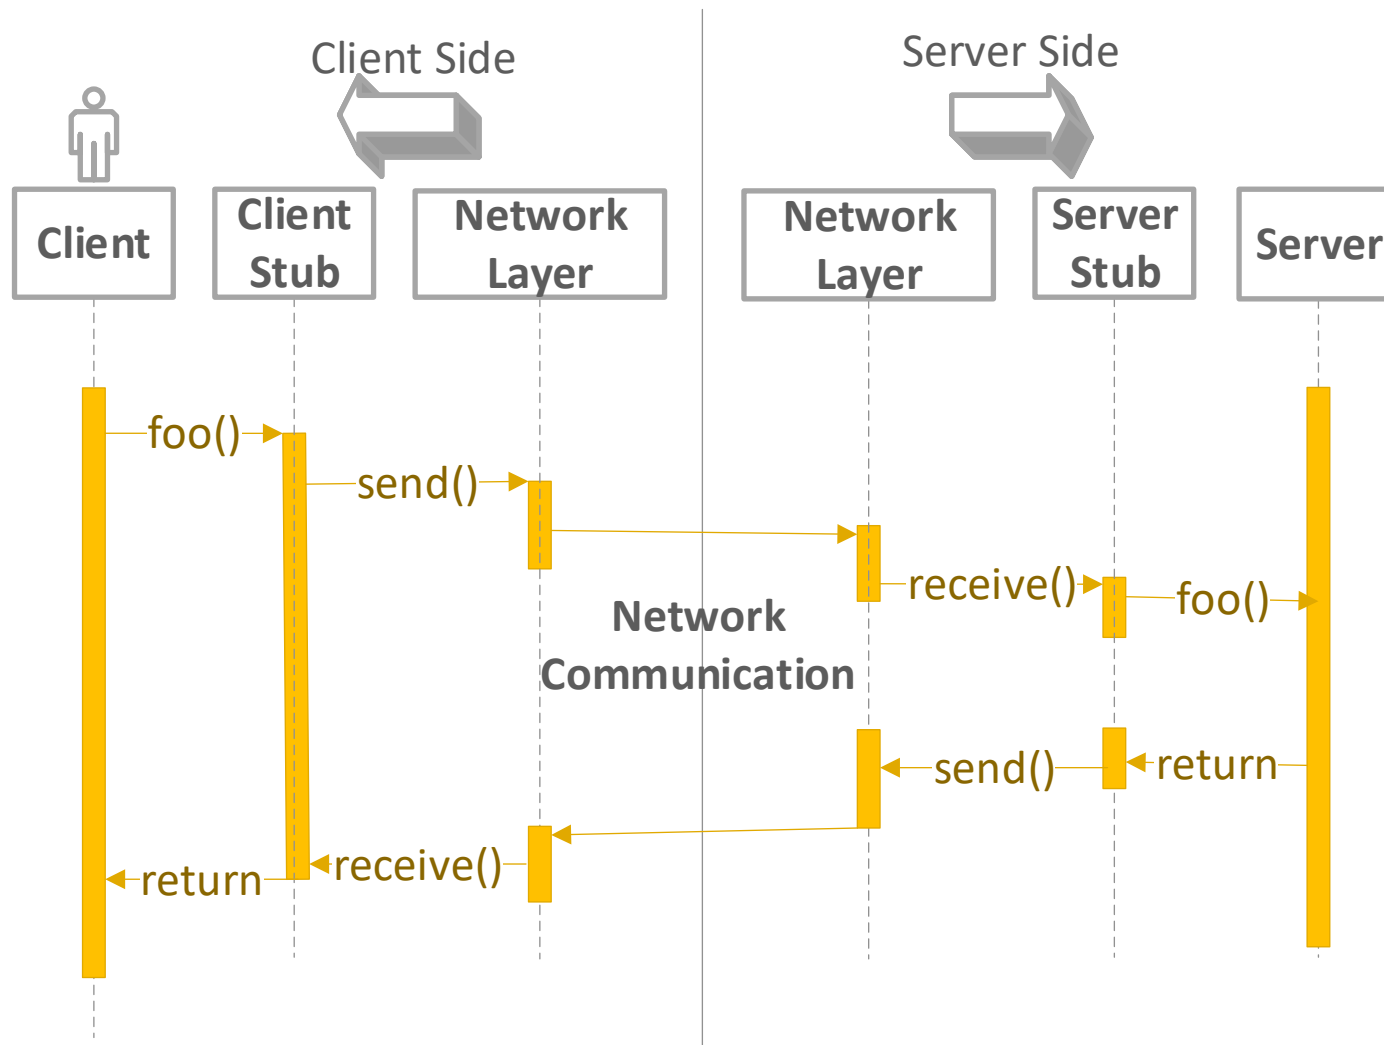 Client Side
Server Side
Client
Client
Stub
Network
Layer
Network
Layer
Server
Stub
Server
foo()
send()
receive()
foo()
Network
Communication
return
send()
receive()
return